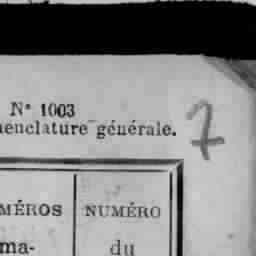 N° 1003
nenclature générale.
7
MÉROS NUMÉRO
ma- du